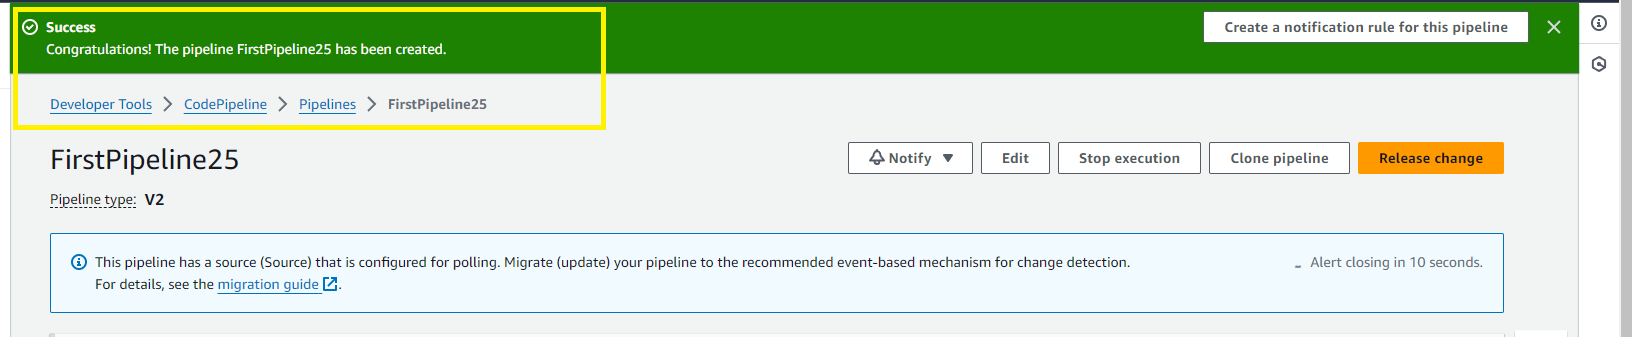 Success
Congratulations! The pipeline FirstPipeline25 has been created.
Create a notification rule for this pipeline
Developer Tools > CodePipeline > Pipelines > FirstPipeline25
FirstPipeline25
Notify Edit Stop execution Clone pipeline Release change
Pipeline type: V2
This pipeline has a source (Source) that is configured for polling. Migrate (update) your pipeline to the recommended event-based mechanism for change detection.
For details, see the migration guide.
Alert closing in 10 seconds.